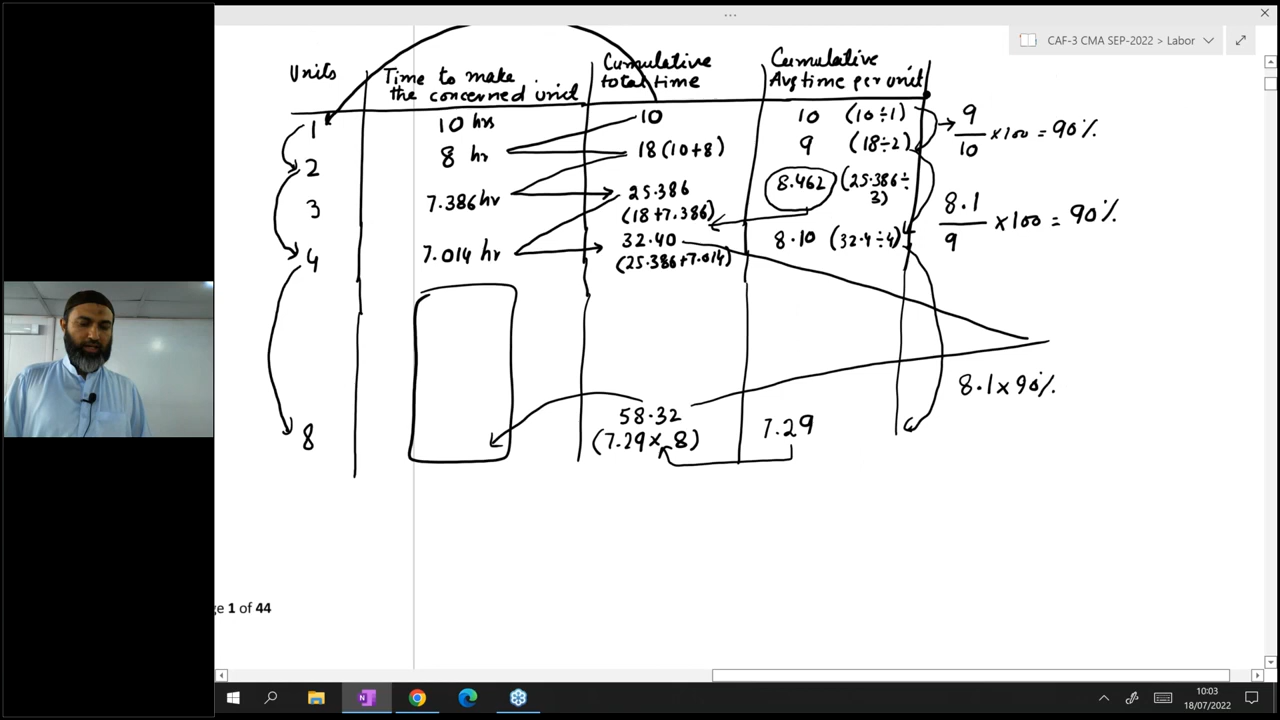 CAF-3 CMA SEP-2022 > Labor
Units
Time to make
the concerned unit
Cumulative
total time
Cumulative
Avg time per unit
1
10 hrs
10
10 (10÷1)
2
8 hr
18 (10+8)
9 (18÷2)
3
7.386 hr
25.386
(18+7.386)
8.462 (25.386÷
3)
4
7.014 hr
32.40
(25.386+7.014)
8.10 (32.4÷4)
9
10
×100 = 90%
8.1
9
×100 = 90%
8.1×90%
8
58.32
(7.29× 8)
7.29
ge 1 of 44
10:03
18/07/2022